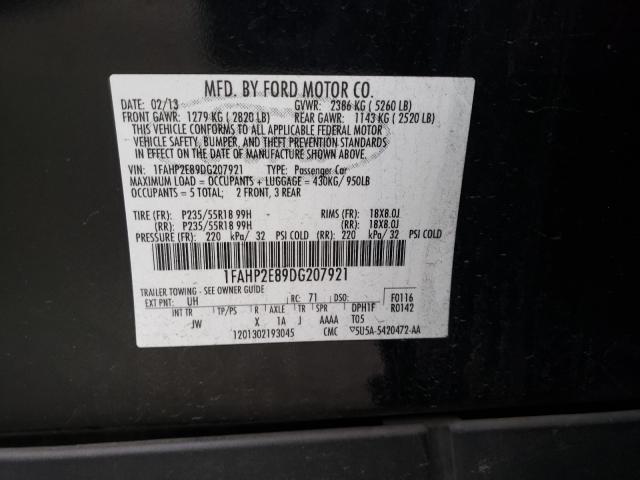 MFD. BY FORD MOTOR CO.
DATE: 02/13 GVWR: 2386 KG ( 5260 LB)
FRONT GAWR: 1279 KG ( 2820 LB) REAR GAWR: 1143 KG ( 2520 LB)
THIS VEHICLE CONFORMS TO ALL APPLICABLE FEDERAL MOTOR
VEHICLE SAFETY, BUMPER, AND THEFT PREVENTION STANDARDS
IN EFFECT ON THE DATE OF MANUFACTURE SHOWN ABOVE.
VIN: 1FAHP2E89DG207921 TYPE: Passenger Car
MAXIMUM LOAD = OCCUPANTS + LUGGAGE = 430KG/ 950LB
OCCUPANTS = 5 TOTAL; 2 FRONT, 3 REAR
TIRE (FR): P235/55R18 99H RIMS (FR): 18X8.0J
(RR): P235/55R18 99H (RR): 18X8.0J
PRESSURE (FR): 220 kPa/ 32 PSI COLD (RR): 220 kPa/ 32 PSI COLD
1FAHP2E89DG207921
TRAILER TOWING - SEE OWNER GUIDE
EXT PNT: UH RC: 71 DSO: F0116
INT TR TP/PS R AXLE TR SPR DPH1F R0142
JW X 1A J AAAA T05
1201302193045 CMC 5U5A-5420472-AA